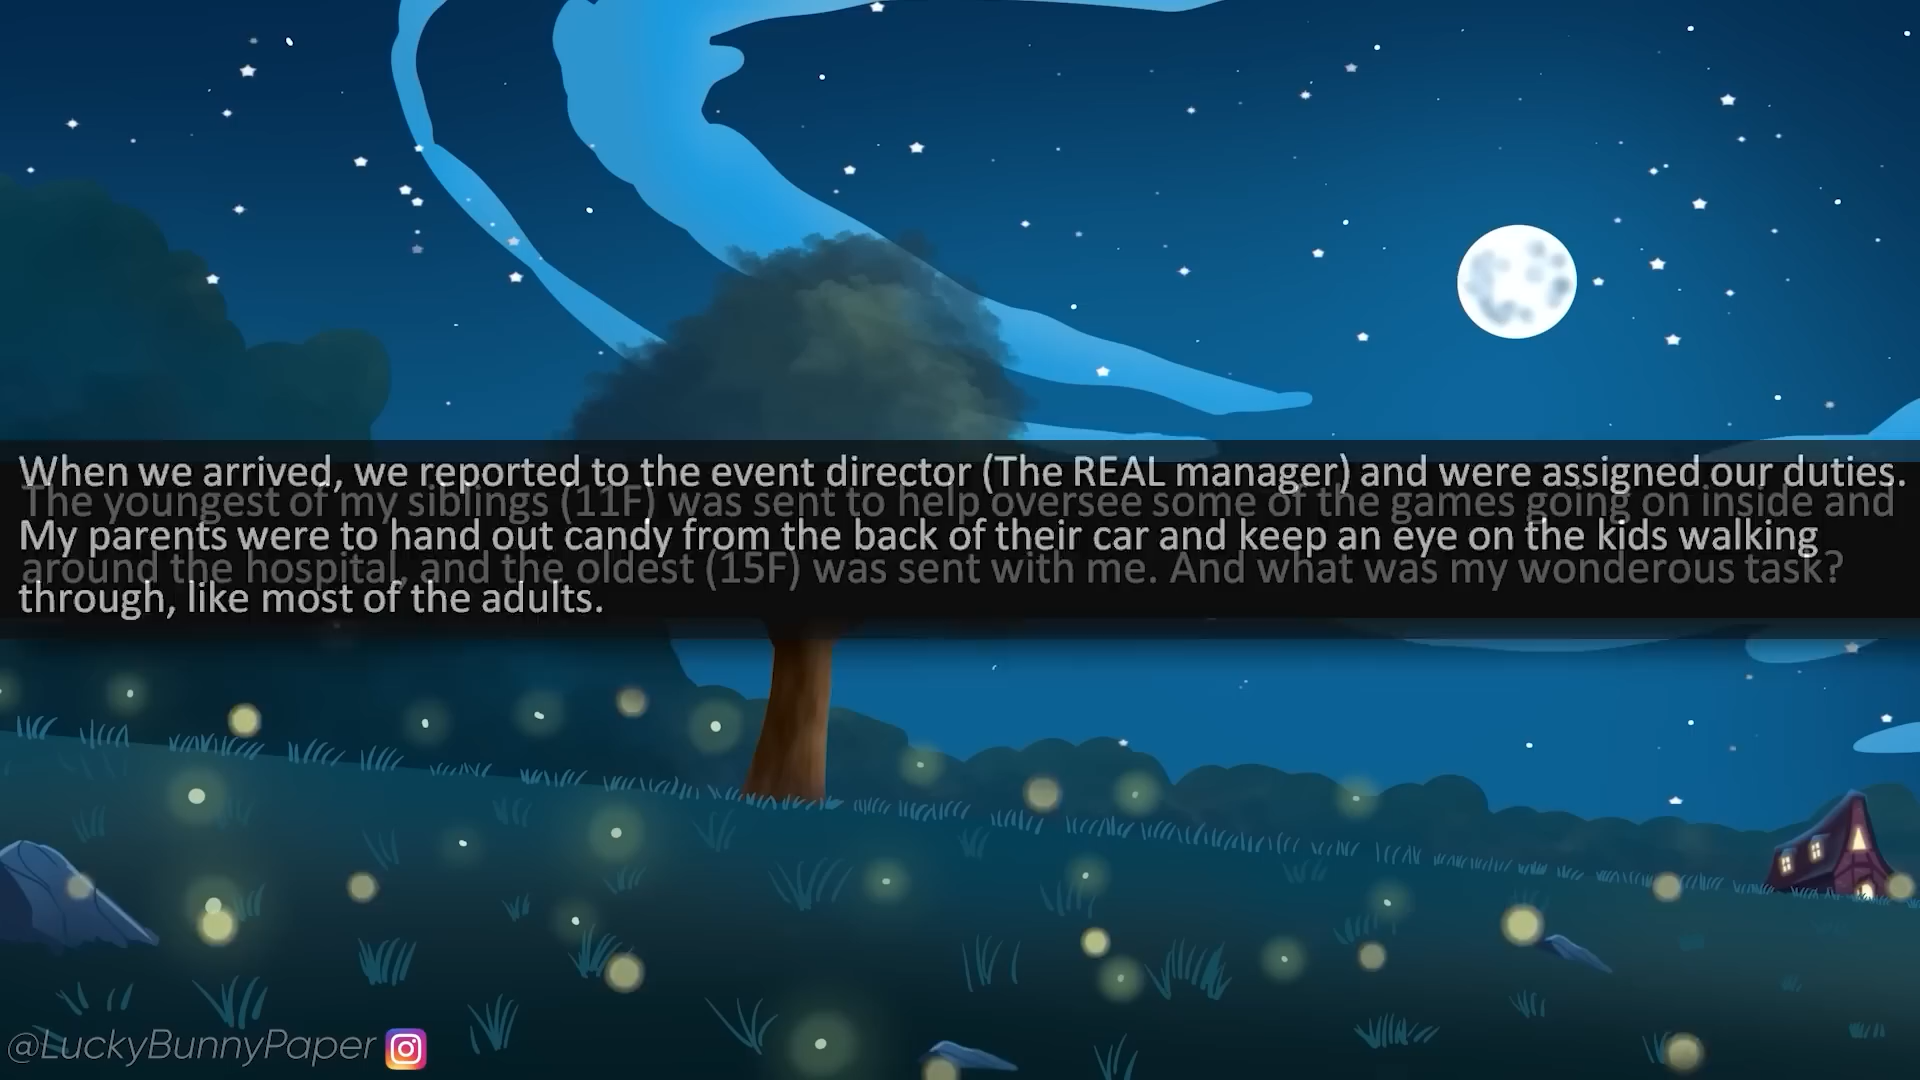 When we arrived, we reported to the event director (The REAL manager) and were assigned our duties.
The youngest of my siblings (11F) was sent to help oversee some of the games going on inside and
My parents were to hand out candy from the back of their car and keep an eye on the kids walking
around the hospital, and the oldest (15F) was sent with me. And what was my wonderous task?
through, like most of the adults.
@LuckyBunnyPaper